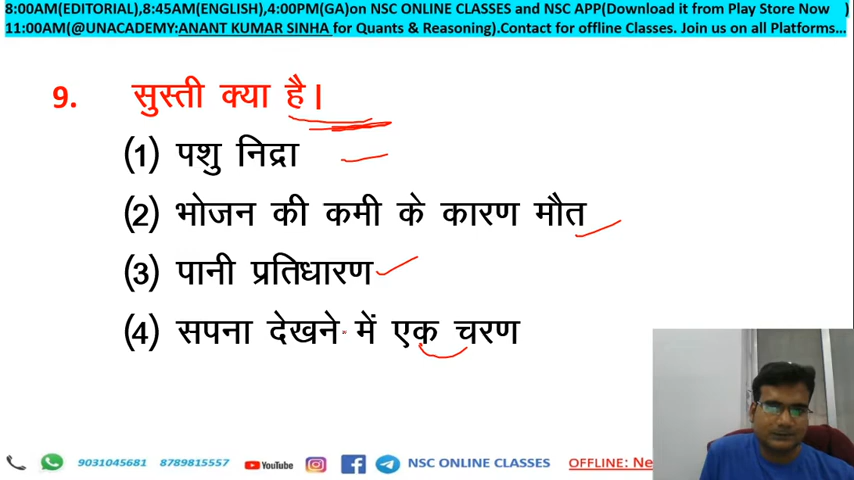 8:00AM(EDITORIAL),8:45AM(ENGLISH),4:00PM(GA)on NSC ONLINE CLASSES and NSC APP(Download it from Play Store Now )
11:00AM(@UNACADEMY:ANANT KUMAR SINHA for Quants & Reasoning).Contact for offline Classes. Join us on all Platforms...
9. सुस्ती क्या है।
(1) पशु निद्रा
(2) भोजन की कमी के कारण मौत
(3) पानी प्रतिधारण
(4) सपना देखने में एक चरण
9031045681 8789815557 YouTube NSC ONLINE CLASSES OFFLINE: Ne